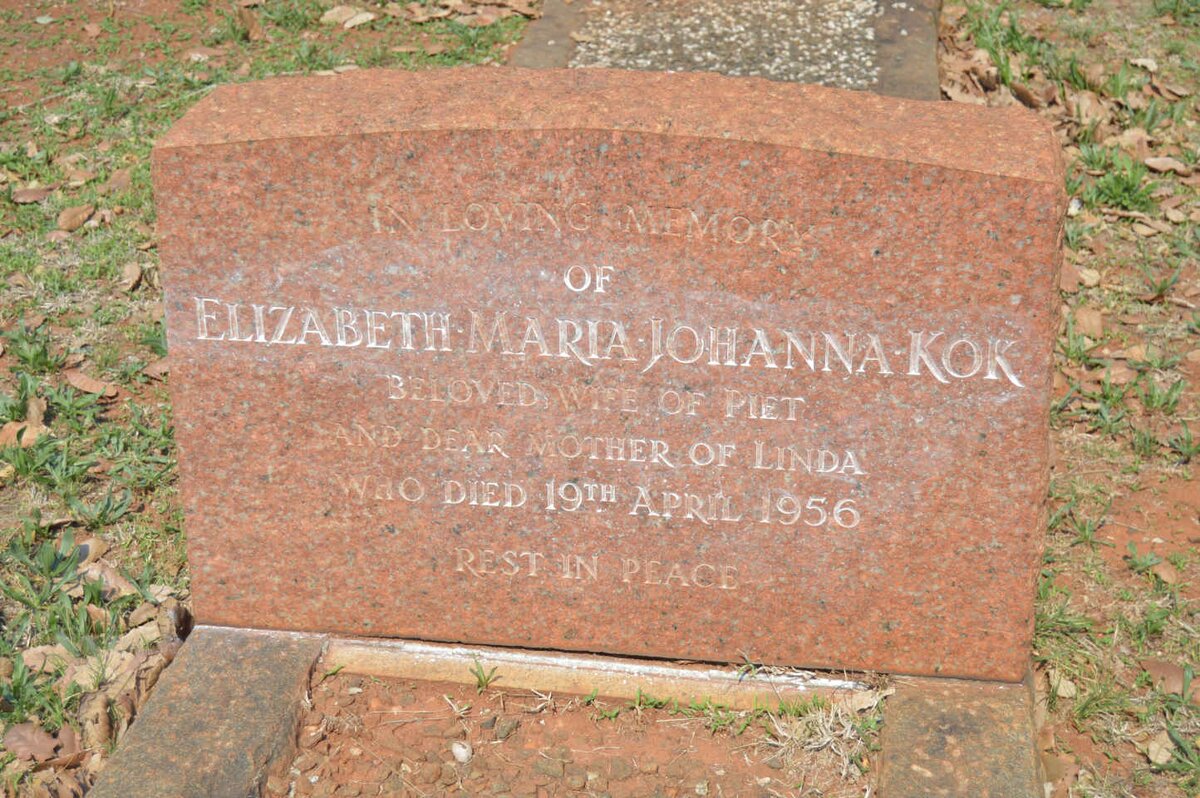 IN LOVING MEMORY
OF
ELIZABETH·MARIA·JOHANNA·KOK
BELOVED WIFE OF PIET
AND DEAR MOTHER OF LINDA
WHO DIED 19TH APRIL 1956
REST IN PEACE